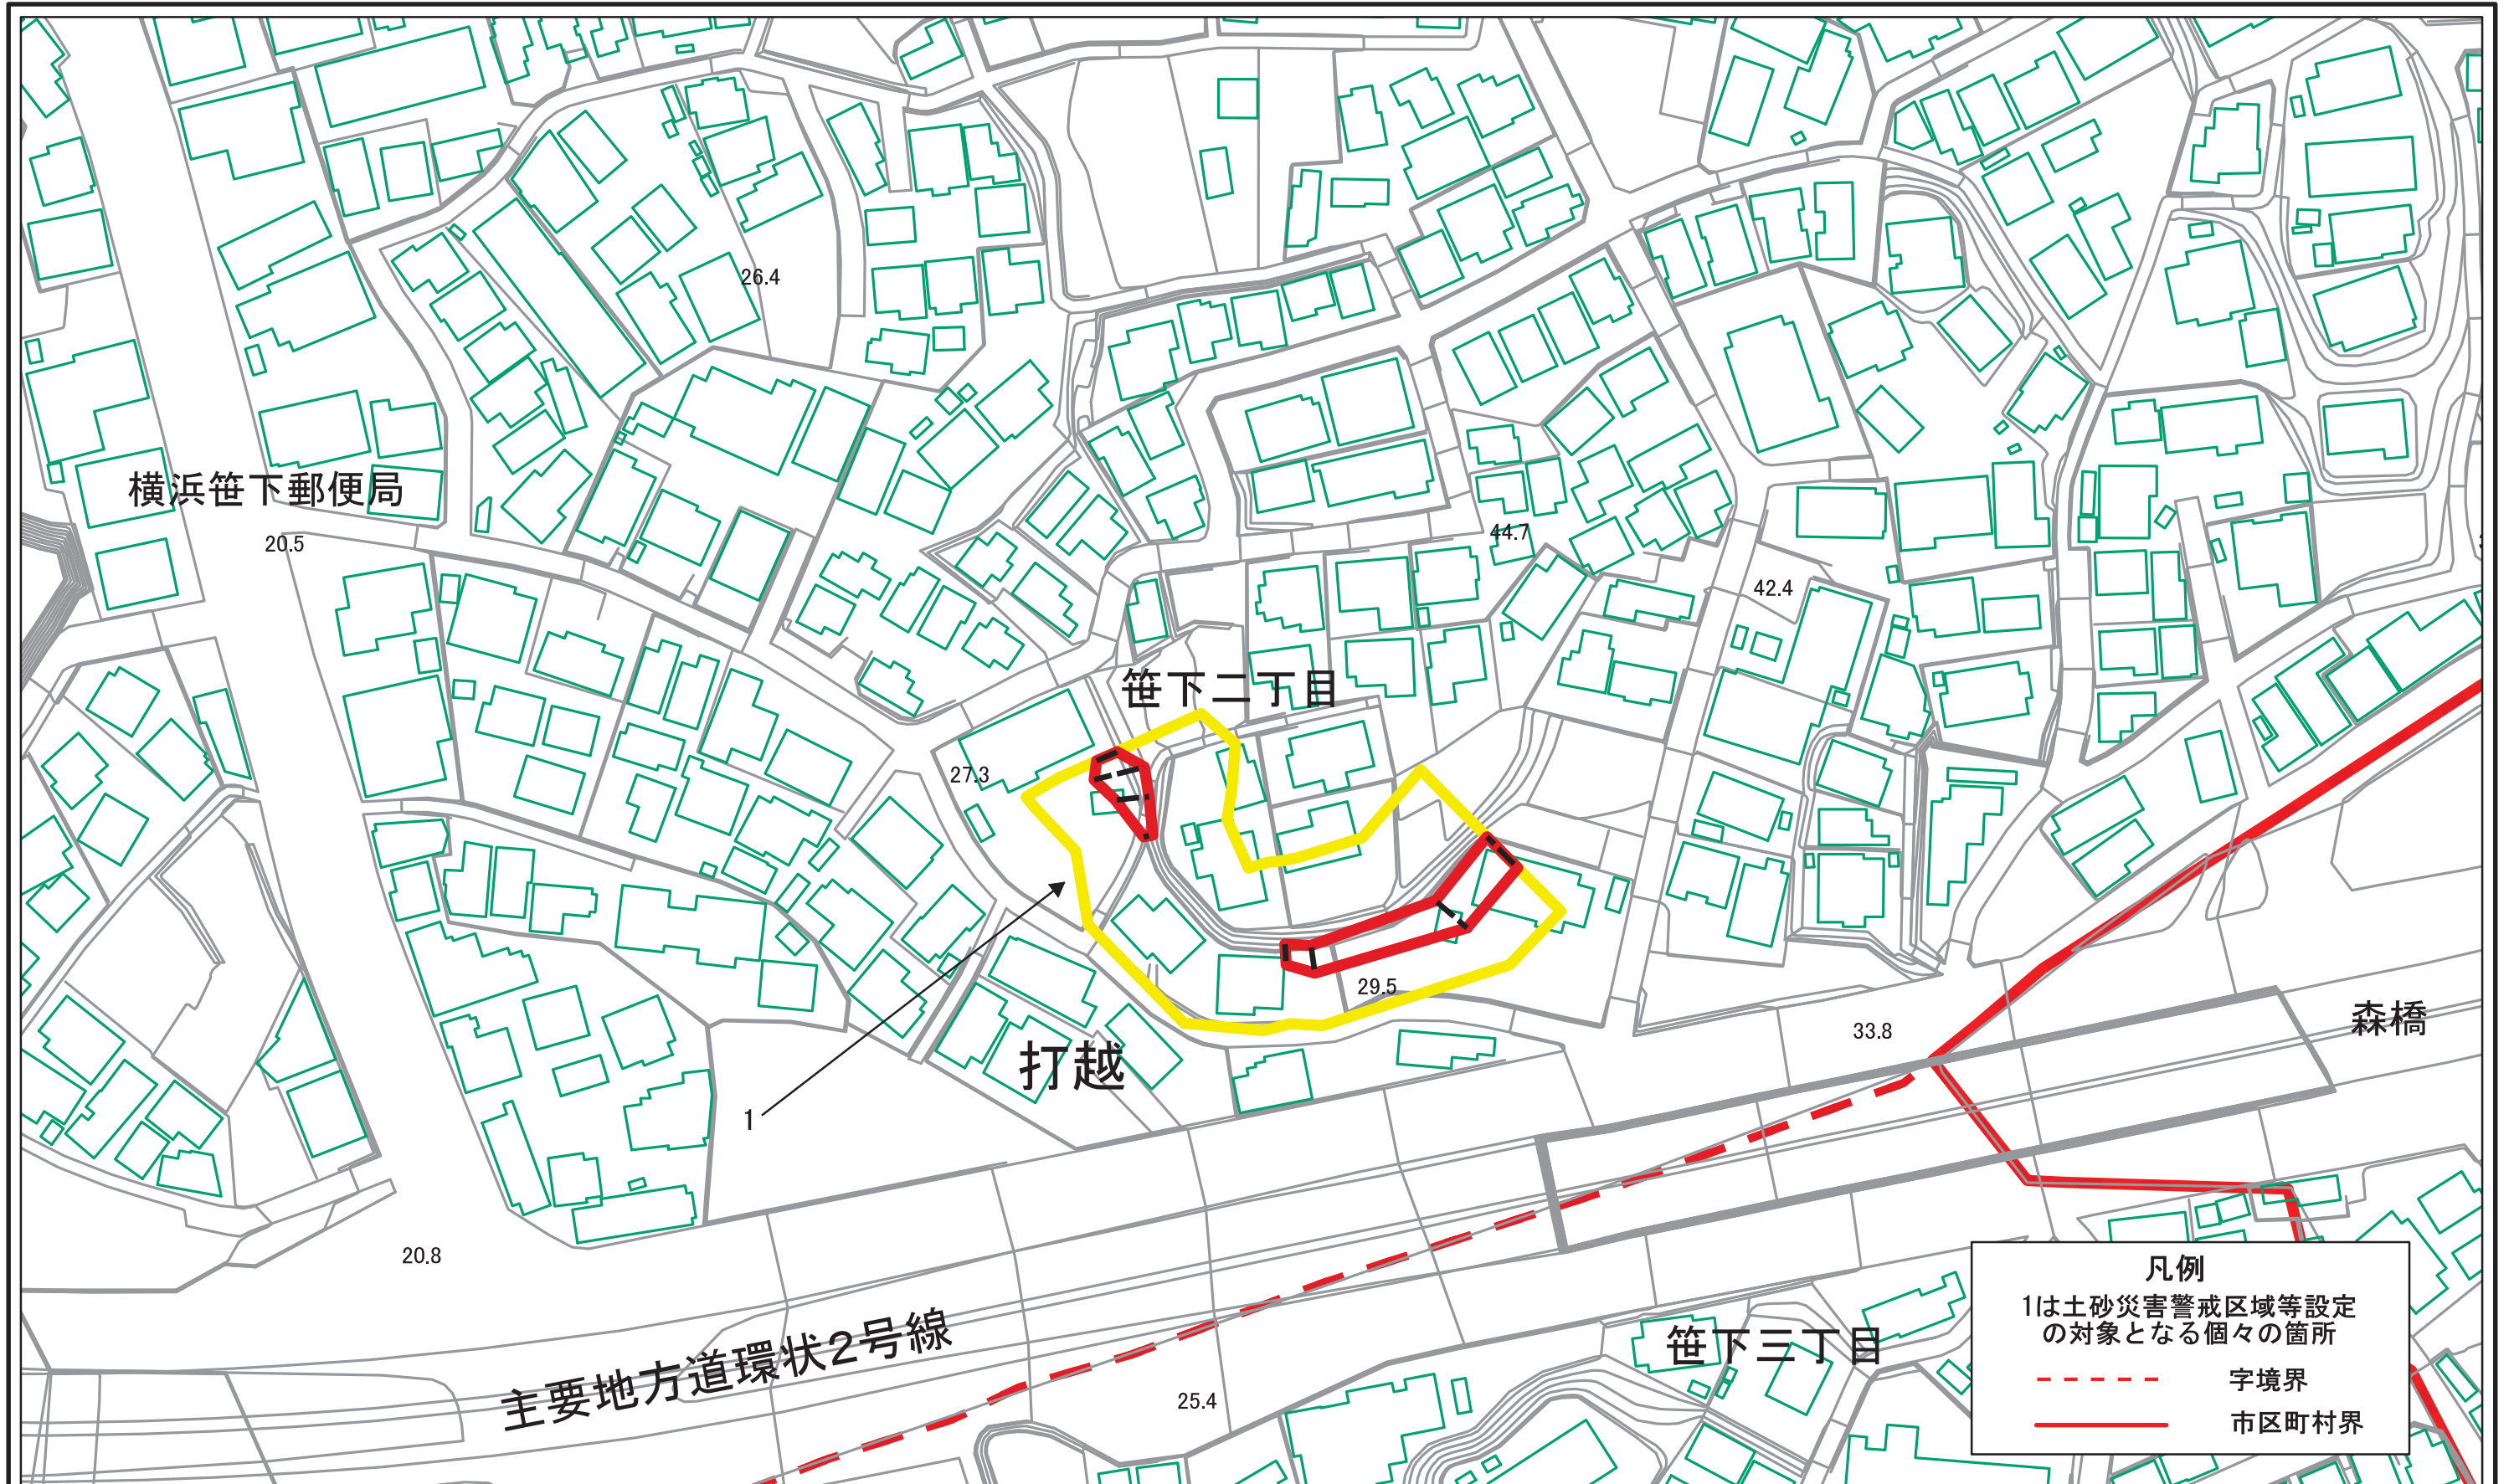 26.4
横浜笹下郵便局
20.5
44.7
42.4
笹下二丁目
27.3
29.5
33.8
森橋
打越
1
20.8
主要地方道環状2号線
笹下三丁目
25.4
凡例
1は土砂災害警戒区域等設定
の対象となる個々の箇所
字境界
市区町村界